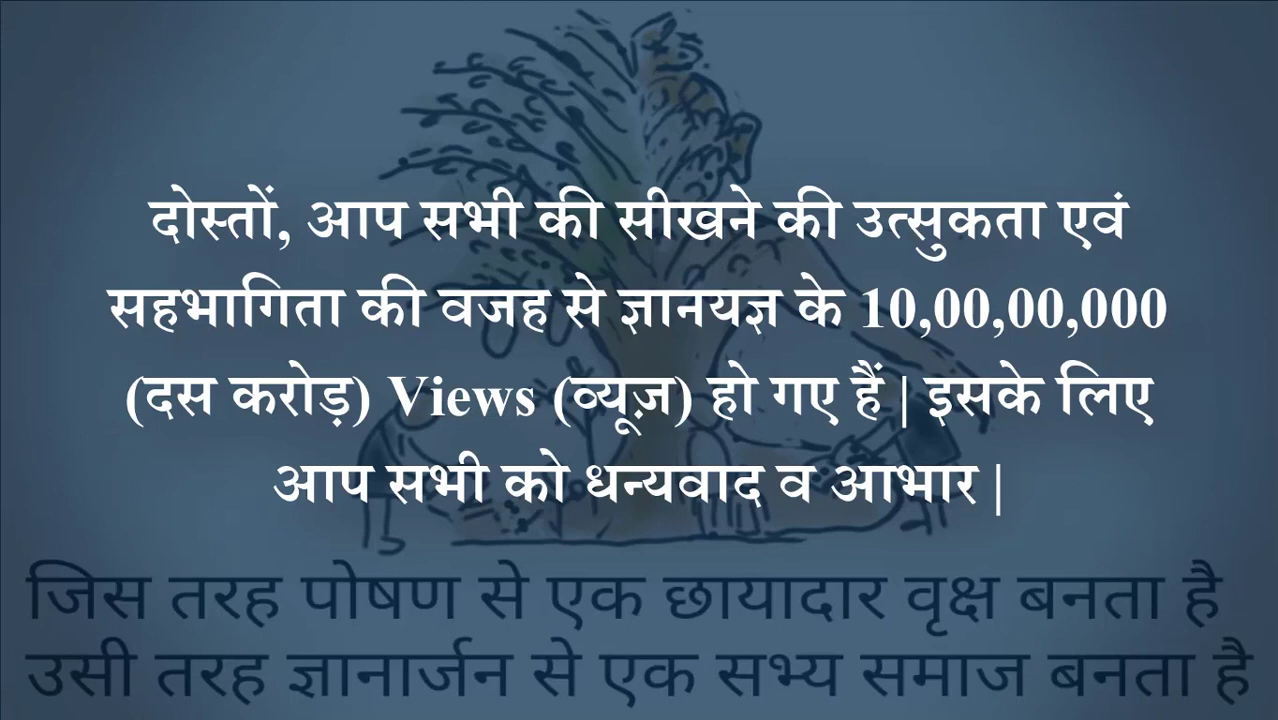 दोस्तों, आप सभी की सीखने की उत्सुकता एवं
सहभागिता की वजह से ज्ञानयज्ञ के 10,00,00,000
(दस करोड़) Views (व्यूज़) हो गए हैं | इसके लिए
आप सभी को धन्यवाद व आभार |
जिस तरह पोषण से एक छायादार वृक्ष बनता है
उसी तरह ज्ञानार्जन से एक सभ्य समाज बनता है